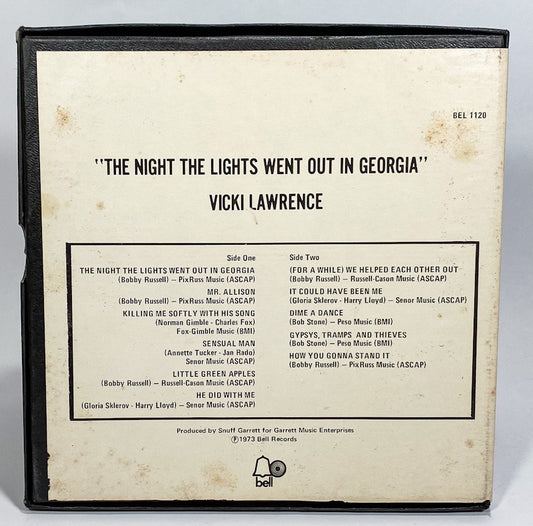 BEL 1120
"THE NIGHT THE LIGHTS WENT OUT IN GEORGIA"
VICKI LAWRENCE
Side One
THE NIGHT THE LIGHTS WENT OUT IN GEORGIA
(Bobby Russell) – PixRuss Music (ASCAP)
MR. ALLISON
(Bobby Russell) – PixRuss Music (ASCAP)
KILLING ME SOFTLY WITH HIS SONG
(Norman Gimble - Charles Fox)
Fox-Gimble Music (BMI)
SENSUAL MAN
(Annette Tucker - Jan Rado)
Senor Music (ASCAP)
LITTLE GREEN APPLES
(Bobby Russell) – Russell-Cason Music (ASCAP)
HE DID WITH ME
(Gloria Sklerov - Harry Lloyd) – Senor Music (ASCAP)
Side Two
(FOR A WHILE) WE HELPED EACH OTHER OUT
(Bobby Russell) – Russell-Cason Music (ASCAP)
IT COULD HAVE BEEN ME
(Gloria Sklerov - Harry Lloyd) – Senor Music (ASCAP)
DIME A DANCE
(Bob Stone) – Peso Music (BMI)
GYPSYS, TRAMPS AND THIEVES
(Bob Stone) – Peso Music (BMI)
HOW YOU GONNA STAND IT
(Bobby Russell) – PixRuss Music (ASCAP)
Produced by Snuff Garrett for Garrett Music Enterprises
Ⓟ1973 Bell Records
bell